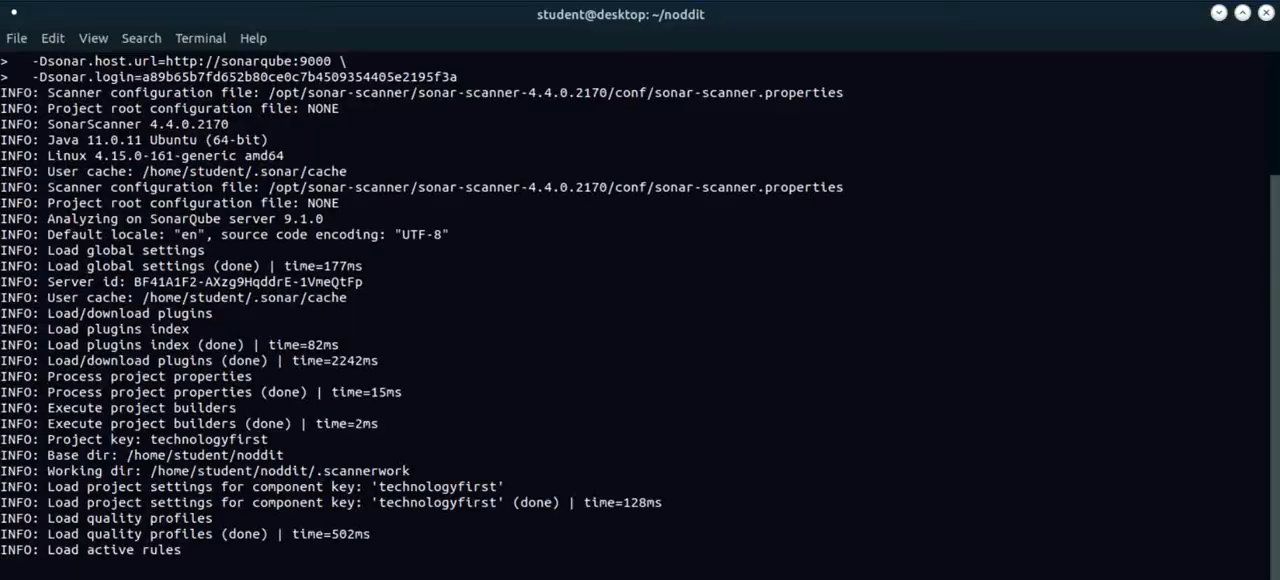 student@desktop: ~/noddit
File Edit View Search Terminal Help
>   -Dsonar.host.url=http://sonarqube:9000 \
>   -Dsonar.login=a89b65b7fd652b80ce0c7b4509354405e2195f3a
INFO: Scanner configuration file: /opt/sonar-scanner/sonar-scanner-4.4.0.2170/conf/sonar-scanner.properties
INFO: Project root configuration file: NONE
INFO: SonarScanner 4.4.0.2170
INFO: Java 11.0.11 Ubuntu (64-bit)
INFO: Linux 4.15.0-161-generic amd64
INFO: User cache: /home/student/.sonar/cache
INFO: Scanner configuration file: /opt/sonar-scanner/sonar-scanner-4.4.0.2170/conf/sonar-scanner.properties
INFO: Project root configuration file: NONE
INFO: Analyzing on SonarQube server 9.1.0
INFO: Default locale: "en", source code encoding: "UTF-8"
INFO: Load global settings
INFO: Load global settings (done) | time=177ms
INFO: Server id: BF41A1F2-AXzg9HqddrE-1VmeQtFp
INFO: User cache: /home/student/.sonar/cache
INFO: Load/download plugins
INFO: Load plugins index
INFO: Load plugins index (done) | time=82ms
INFO: Load/download plugins (done) | time=2242ms
INFO: Process project properties
INFO: Process project properties (done) | time=15ms
INFO: Execute project builders
INFO: Execute project builders (done) | time=2ms
INFO: Project key: technologyfirst
INFO: Base dir: /home/student/noddit
INFO: Working dir: /home/student/noddit/.scannerwork
INFO: Load project settings for component key: 'technologyfirst'
INFO: Load project settings for component key: 'technologyfirst' (done) | time=128ms
INFO: Load quality profiles
INFO: Load quality profiles (done) | time=502ms
INFO: Load active rules